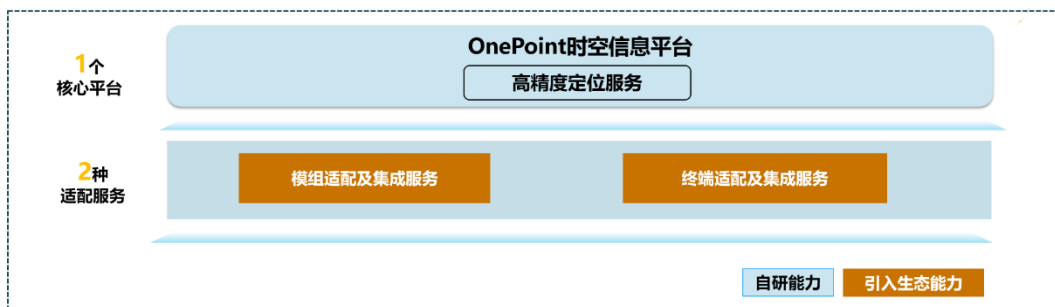 OnePoint时空信息平台
1个
核心平台
高精度定位服务
2种
适配服务
模组适配及集成服务
终端适配及集成服务
自研能力
引入生态能力